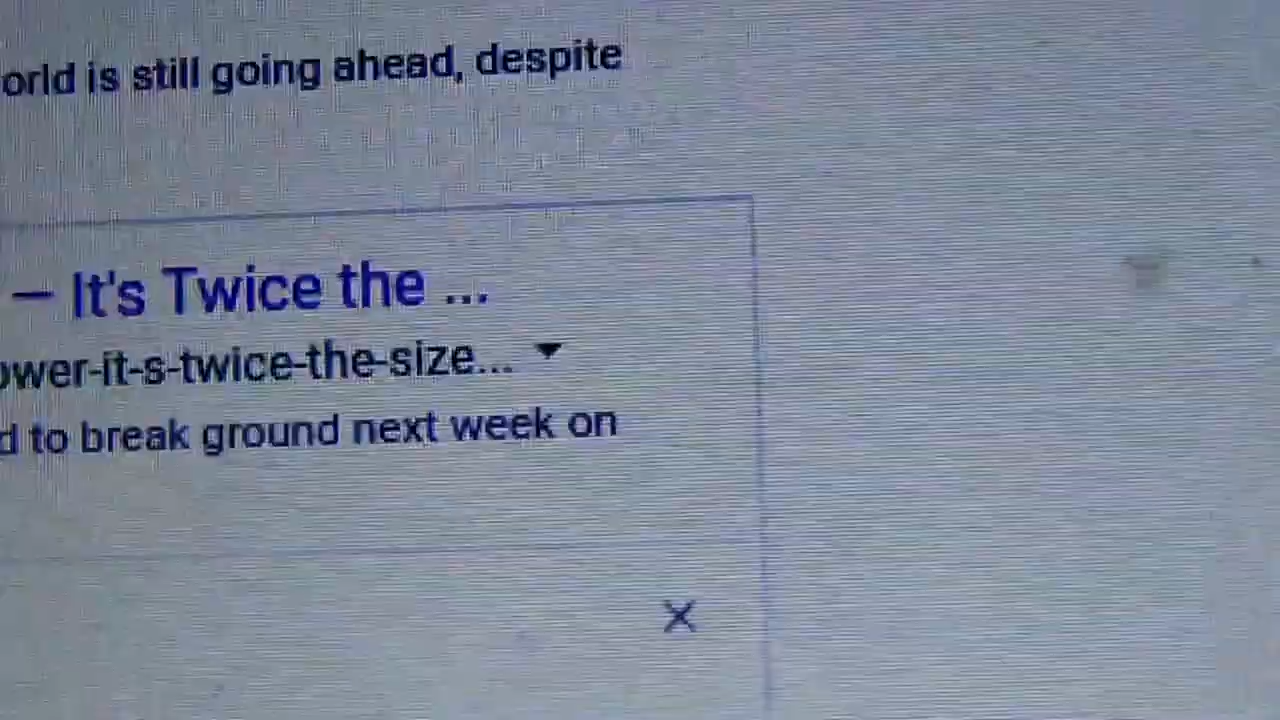 orld is still going ahead, despite
– It's Twice the ...
ower-it-s-twice-the-size...
d to break ground next week on